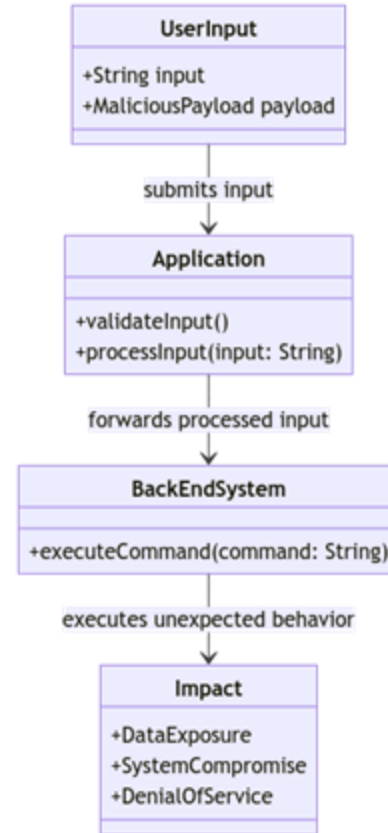 UserInput
+String input
+MaliciousPayload payload
submits input
Application
+validateInput()
+processInput(input: String)
forwards processed input
BackEndSystem
+executeCommand(command: String)
executes unexpected behavior
Impact
+DataExposure
+SystemCompromise
+DenialOfService